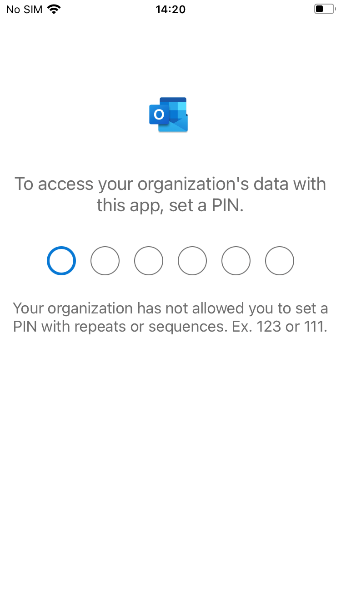 No SIM 14:20
O
To access your organization's data with
this app, set a PIN.
Your organization has not allowed you to set a
PIN with repeats or sequences. Ex. 123 or 111.